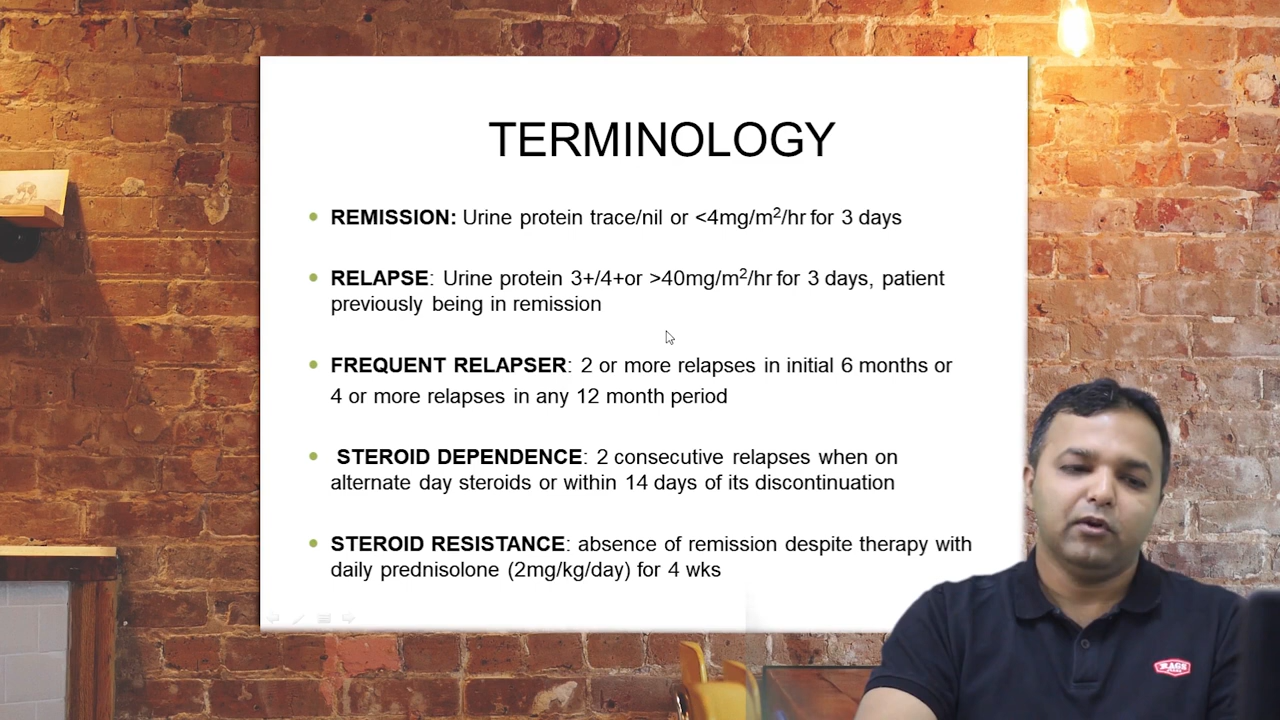 TERMINOLOGY
REMISSION: Urine protein trace/nil or <4mg/m²/hr for 3 days
RELAPSE: Urine protein 3+/4+or >40mg/m²/hr for 3 days, patient
previously being in remission
FREQUENT RELAPSER: 2 or more relapses in initial 6 months or
4 or more relapses in any 12 month period
STEROID DEPENDENCE: 2 consecutive relapses when on
alternate day steroids or within 14 days of its discontinuation
STEROID RESISTANCE: absence of remission despite therapy with
daily prednisolone (2mg/kg/day) for 4 wks
RAGS